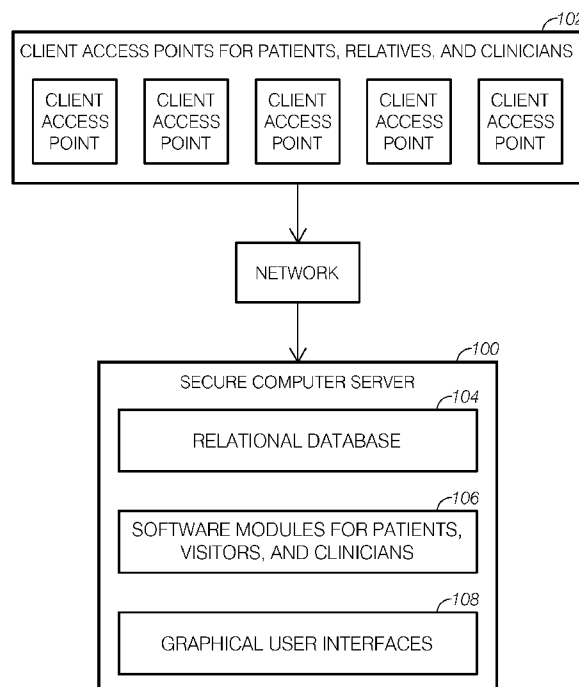 102
CLIENT ACCESS POINTS FOR PATIENTS, RELATIVES, AND CLINICIANS
CLIENT
ACCESS
POINT
CLIENT
ACCESS
POINT
CLIENT
ACCESS
POINT
CLIENT
ACCESS
POINT
CLIENT
ACCESS
POINT
NETWORK
100
SECURE COMPUTER SERVER
104
RELATIONAL DATABASE
106
SOFTWARE MODULES FOR PATIENTS,
VISITORS, AND CLINICIANS
108
GRAPHICAL USER INTERFACES